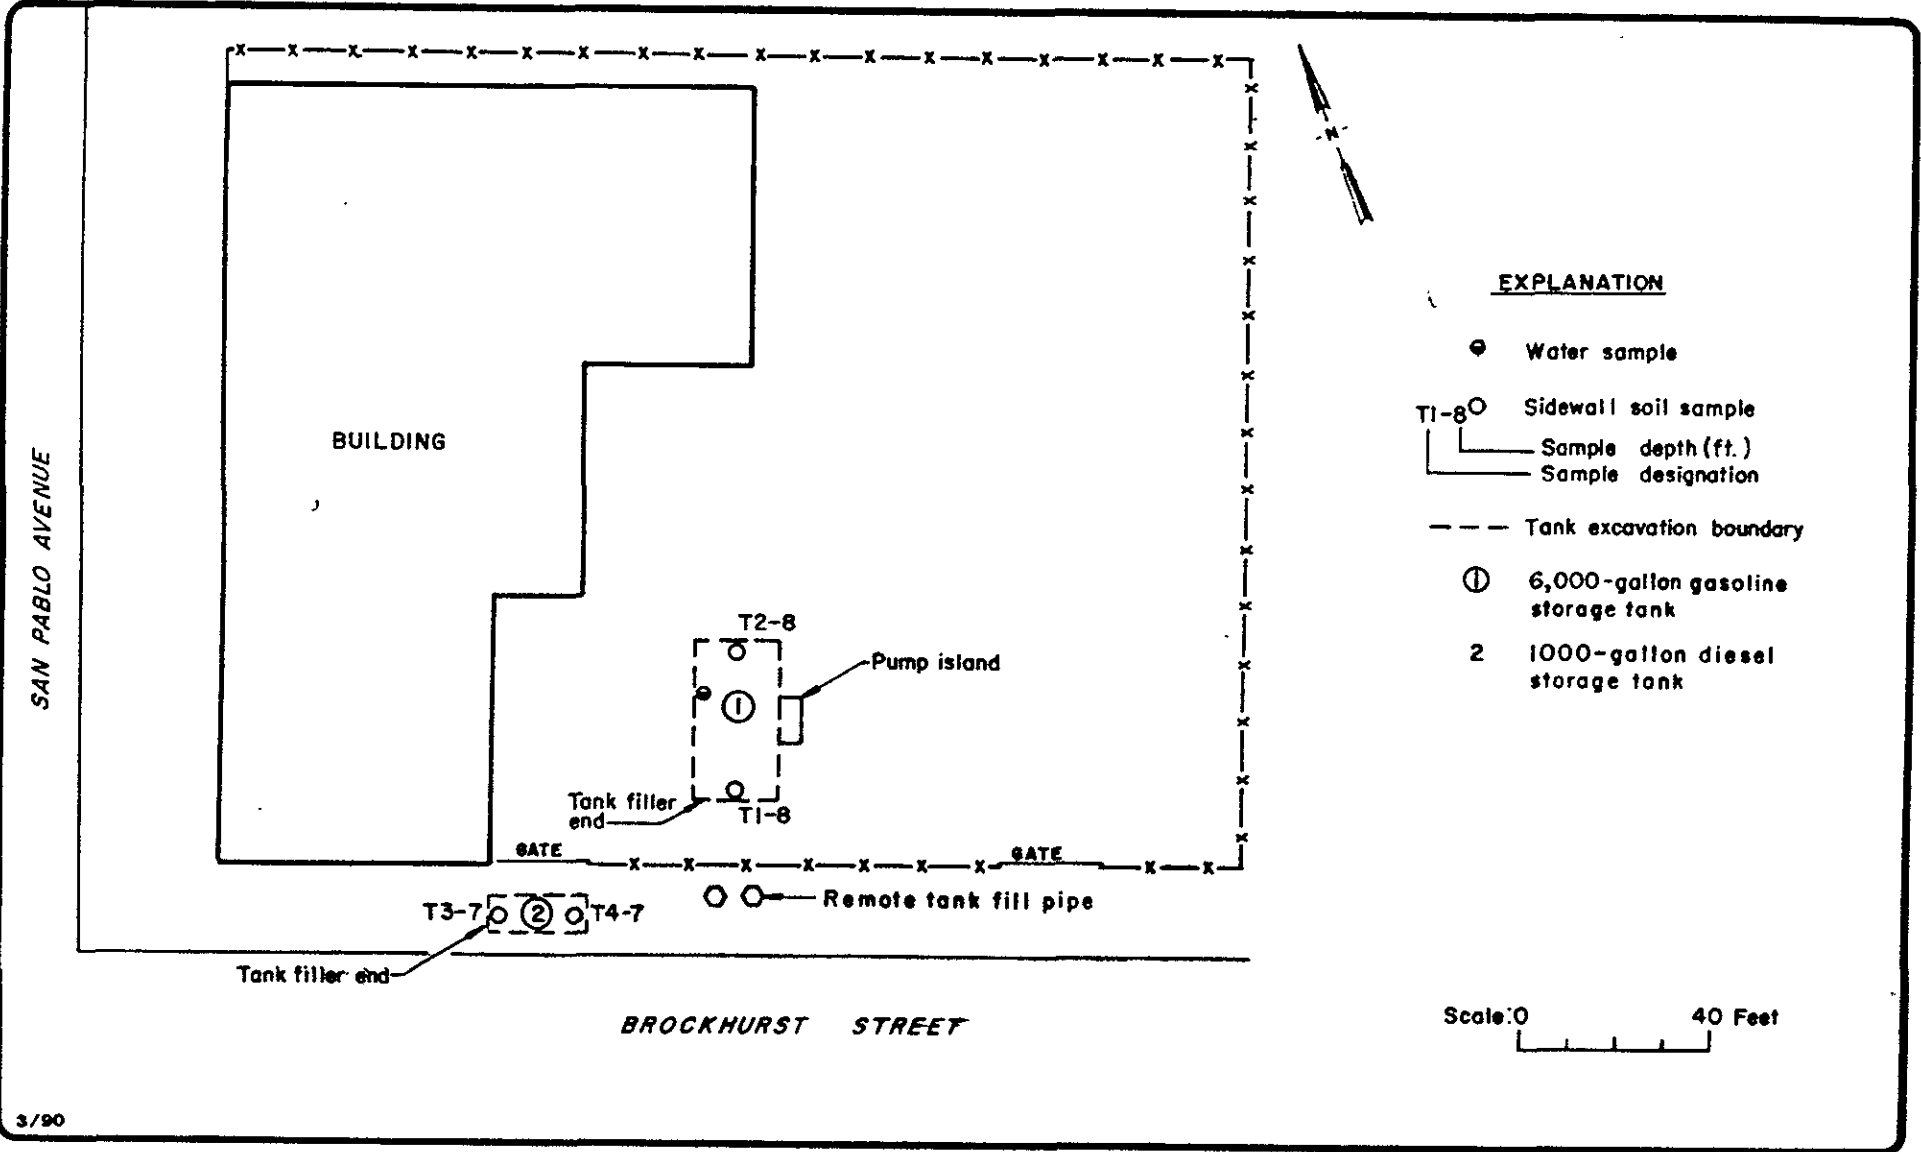 N
EXPLANATION
Water sample
T1-8 Sidewall soil sample
Sample depth (ft.)
Sample designation
Tank excavation boundary
1 6,000-gallon gasoline
storage tank
2 1000-gallon diesel
storage tank
BUILDING
SAN PABLO AVENUE
T2-8
Pump island
1
Tank filler
end
T1-8
GATE
GATE
T3-7
2
T4-7
Remote tank fill pipe
Tank filler end
BROCKHURST STREET
Scale: 0 40 Feet
3/90